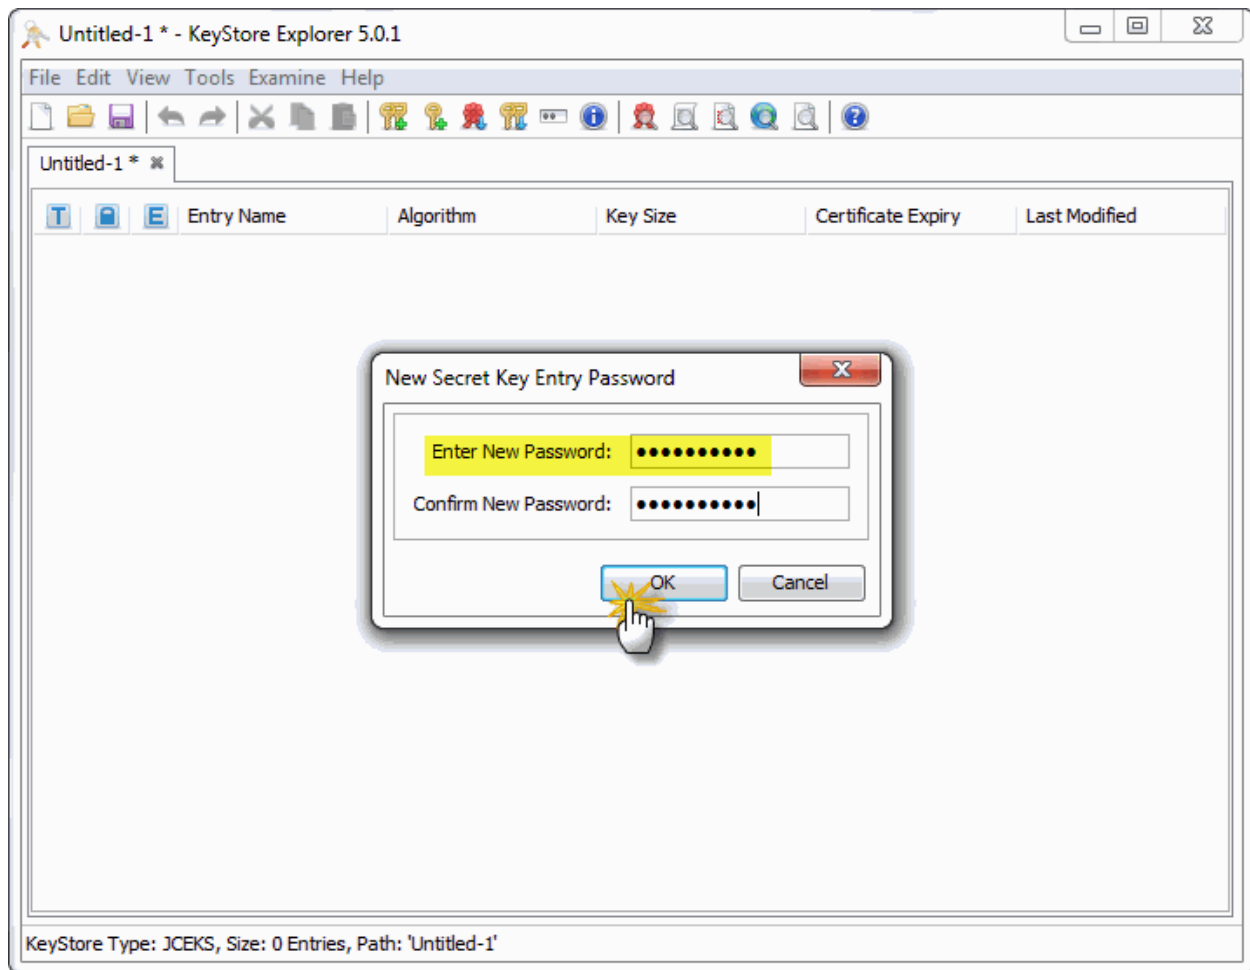 Untitled-1 * - KeyStore Explorer 5.0.1
File Edit View Tools Examine Help
Untitled-1 *
T E Entry Name Algorithm Key Size Certificate Expiry Last Modified
New Secret Key Entry Password
Enter New Password: ●●●●●●●●●●
Confirm New Password: ●●●●●●●●●●
OK Cancel
KeyStore Type: JCEKS, Size: 0 Entries, Path: 'Untitled-1'